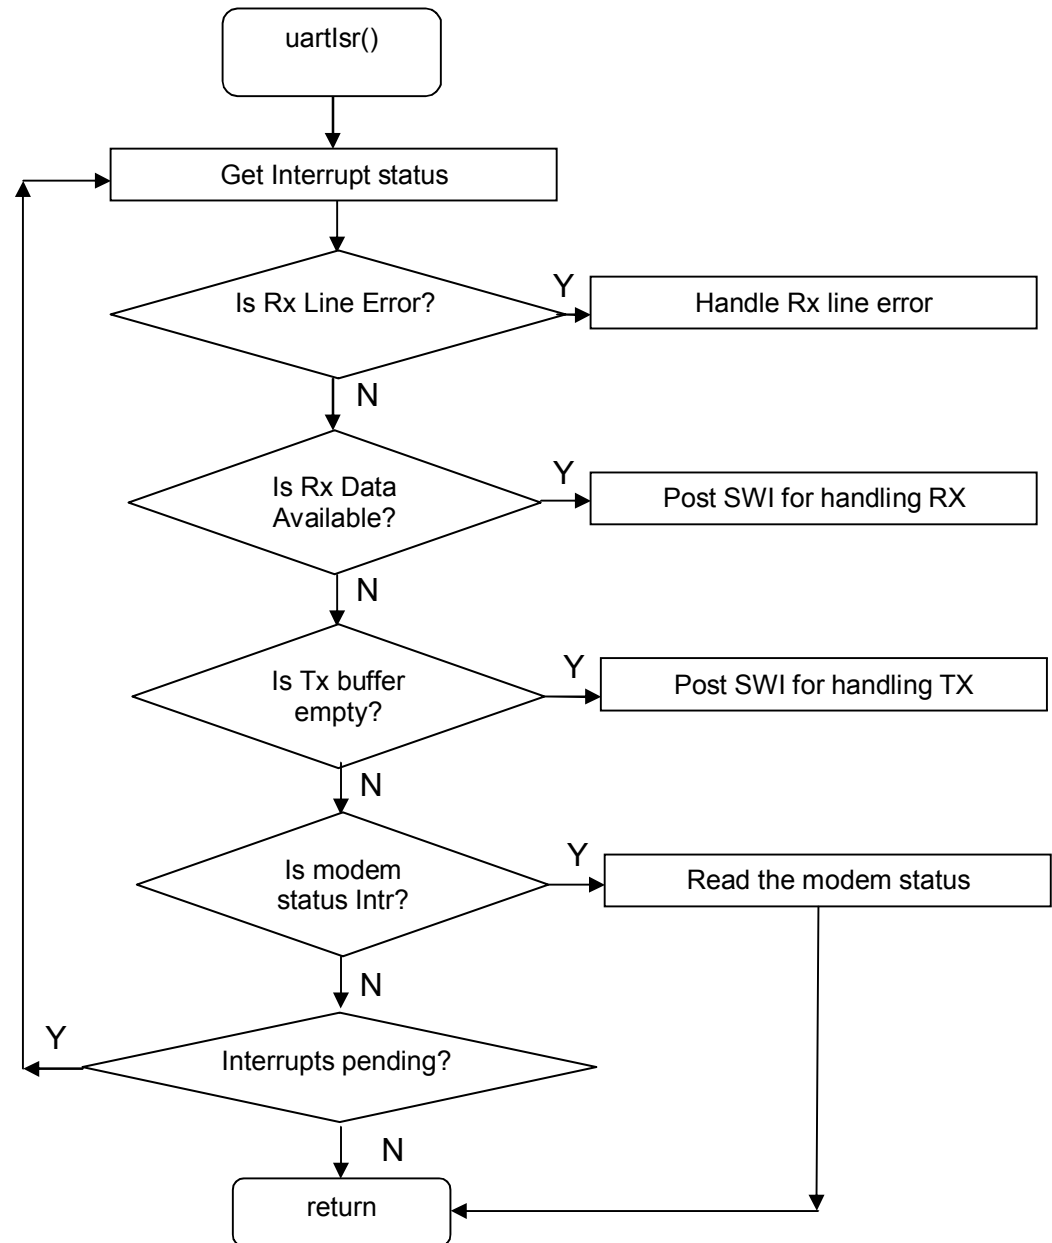 uartIsr()
Get Interrupt status
Is Rx Line Error?
Y
Handle Rx line error
N
Is Rx Data
Available?
Y
Post SWI for handling RX
N
Is Tx buffer
empty?
Y
Post SWI for handling TX
N
Is modem
status Intr?
Y
Read the modem status
N
Y
Interrupts pending?
N
return